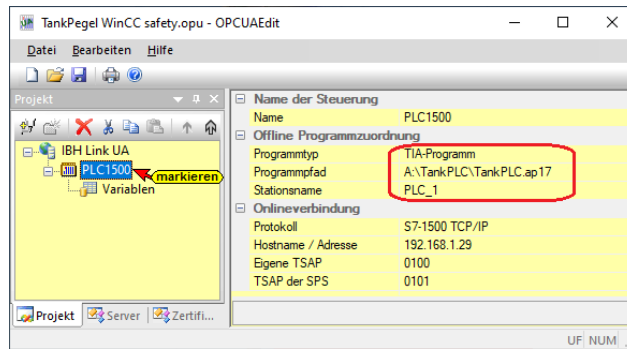 TankPegel WinCC safety.opu - OPCUAEdit
Datei Bearbeiten Hilfe
Projekt
IBH Link UA
PLC1500
markieren
Variablen
Projekt Server Zertifi...
Name der Steuerung
Name PLC1500
Offline Programmzuordnung
Programmtyp TIA-Programm
Programmpfad A:\TankPLC\TankPLC.ap17
Stationsname PLC_1
Onlineverbindung
Protokoll S7-1500 TCP/IP
Hostname / Adresse 192.168.1.29
Eigene TSAP 0100
TSAP der SPS 0101
UF NUM